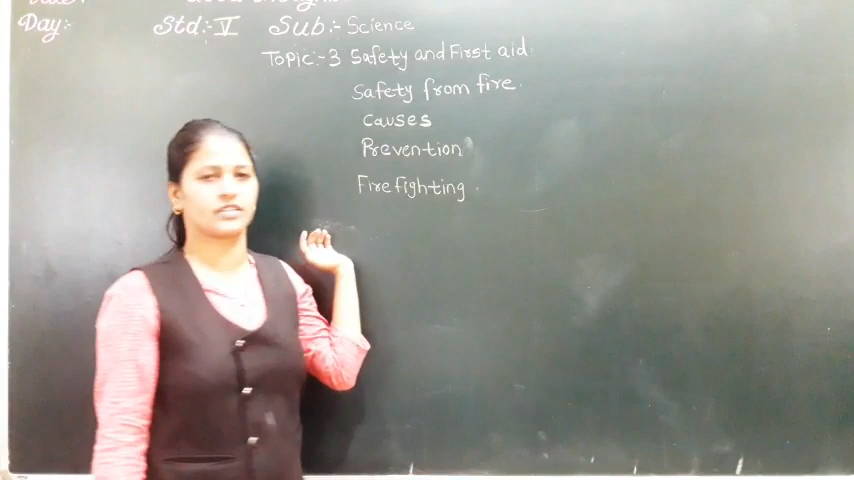 Day:- Std:- V Sub:- Science
Topic:-3 Safety and First aid.
Safety from fire.
causes
Prevention
Fire fighting.